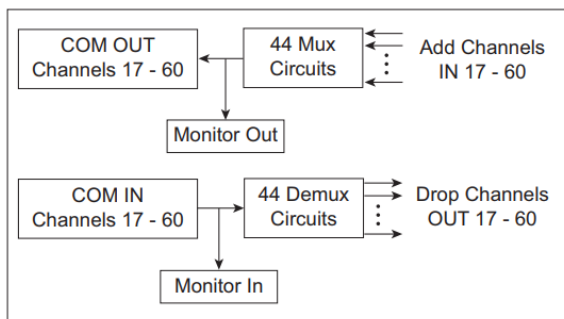 COM OUT
Channels 17 - 60
44 Mux
Circuits
Add Channels
IN 17 - 60
Monitor Out
COM IN
Channels 17 - 60
44 Demux
Circuits
Drop Channels
OUT 17 - 60
Monitor In